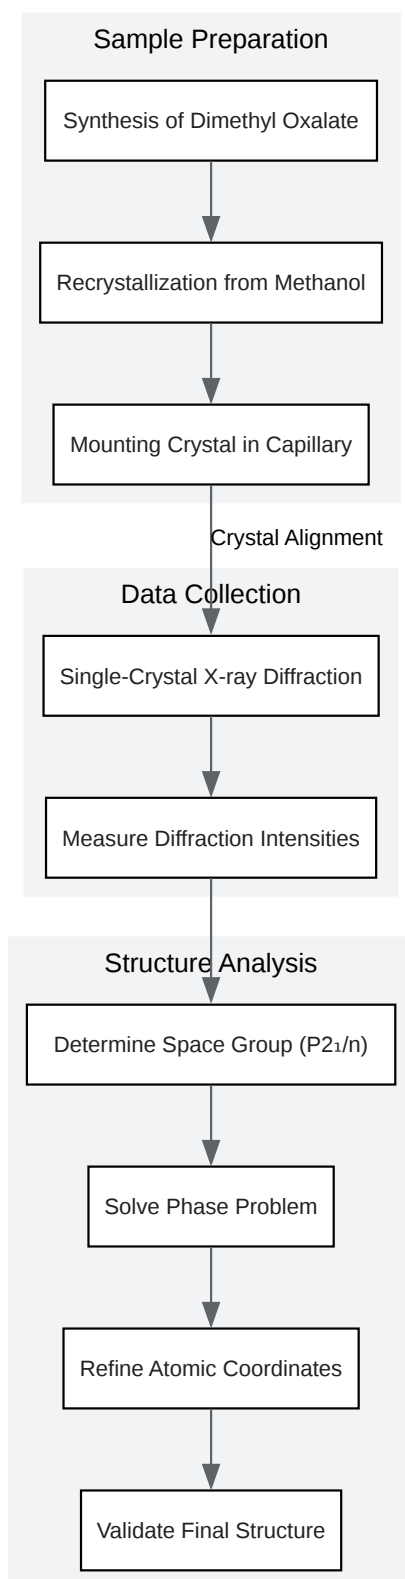 Sample Preparation
Synthesis of Dimethyl Oxalate
Recrystallization from Methanol
Mounting Crystal in Capillary
Crystal Alignment
Data Collection
Single-Crystal X-ray Diffraction
Measure Diffraction Intensities
Structure Analysis
Determine Space Group (P2₁/n)
Solve Phase Problem
Refine Atomic Coordinates
Validate Final Structure